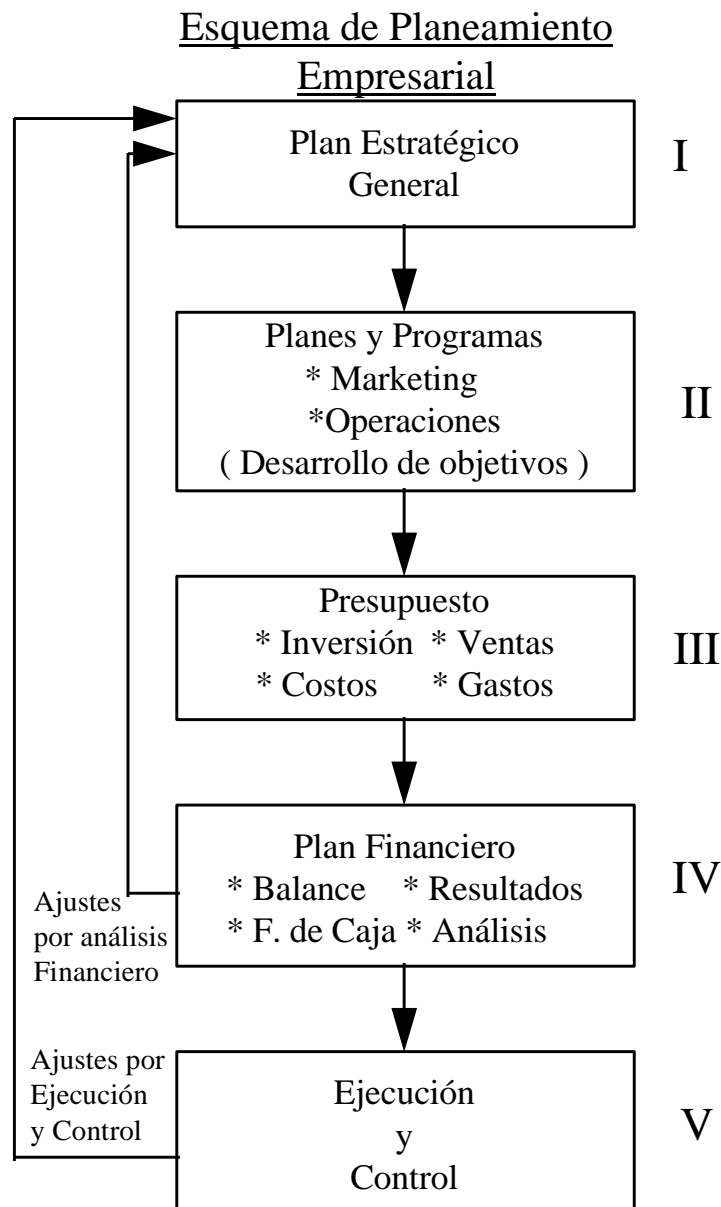 Esquema de Planeamiento
Empresarial
Plan Estratégico
General
I
Planes y Programas
* Marketing
*Operaciones
( Desarrollo de objetivos )
II
Presupuesto
* Inversión * Ventas
* Costos * Gastos
III
Plan Financiero
* Balance * Resultados
* F. de Caja * Análisis
IV
Ajustes
por análisis
Financiero
Ajustes por
Ejecución
y Control
Ejecución
y
Control
V